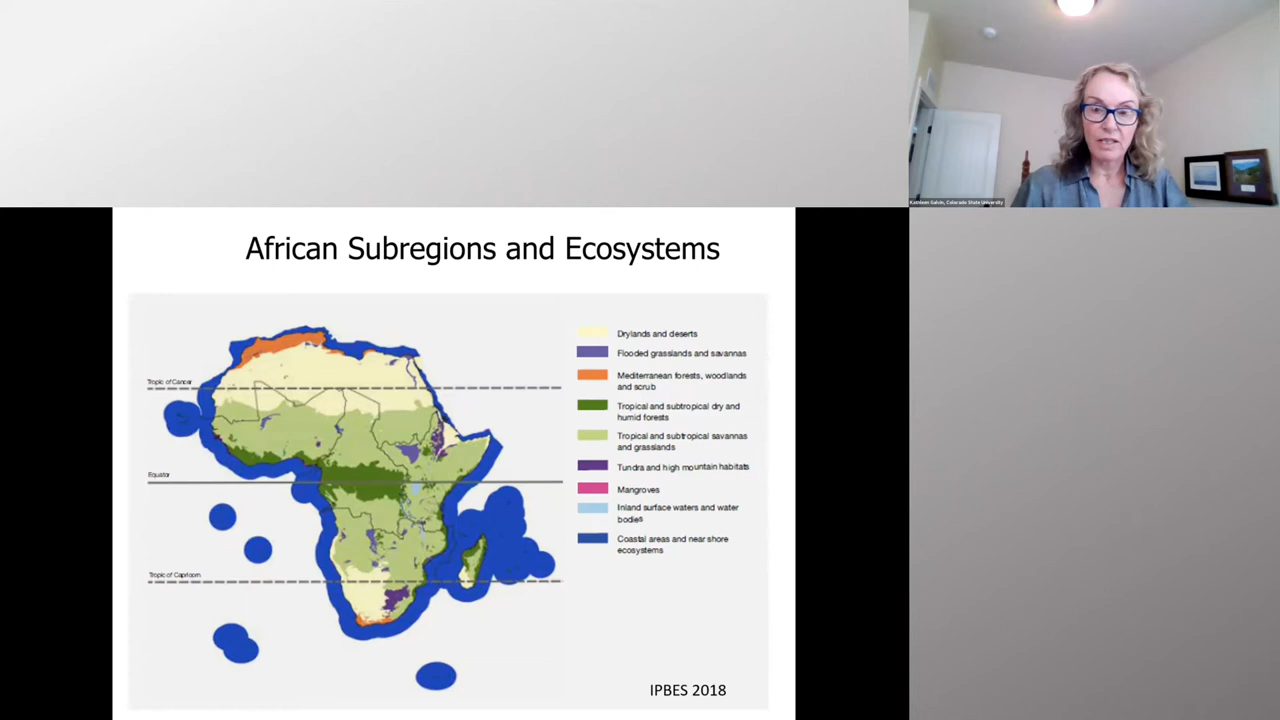 Kathleen Galvin, Colorado State University
African Subregions and Ecosystems
Tropic of Cancer
Equator
Tropic of Capricorn
Drylands and deserts
Flooded grasslands and savannas
Mediterranean forests, woodlands
and scrub
Tropical and subtropical dry and
humid forests
Tropical and subtropical savannas
and grasslands
Tundra and high mountain habitats
Mangroves
Inland surface waters and water
bodies
Coastal areas and near shore
ecosystems
IPBES 2018